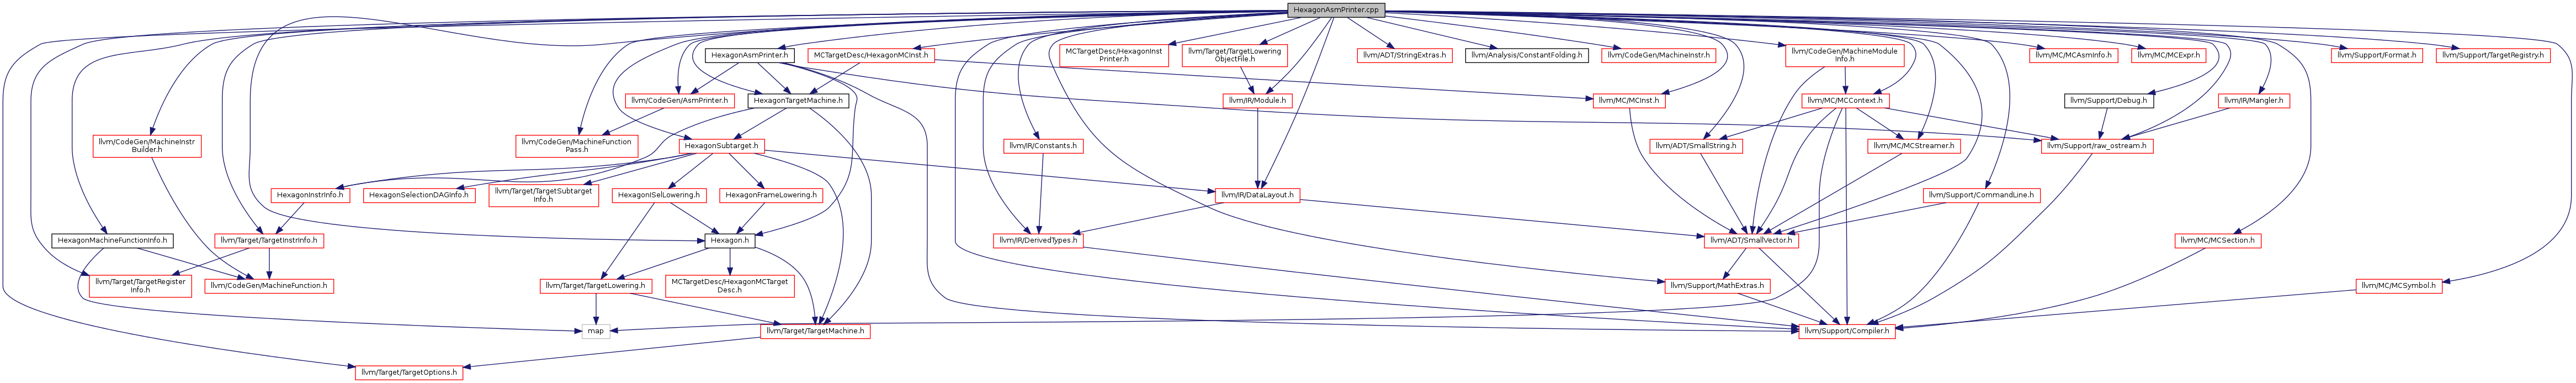 HexagonAsmPrinter.cpp
HexagonAsmPrinter.h
MCTargetDesc/HexagonMCInst.h
MCTargetDesc/HexagonInst
Printer.h
llvm/Target/TargetLowering
ObjectFile.h
llvm/ADT/StringExtras.h
llvm/Analysis/ConstantFolding.h
llvm/CodeGen/MachineInstr.h
llvm/CodeGen/MachineModule
Info.h
llvm/MC/MCAsmInfo.h
llvm/MC/MCExpr.h
llvm/Support/Format.h
llvm/Support/TargetRegistry.h
llvm/CodeGen/AsmPrinter.h
HexagonTargetMachine.h
llvm/IR/Module.h
llvm/MC/MCInst.h
llvm/MC/MCContext.h
llvm/Support/Debug.h
llvm/IR/Mangler.h
llvm/CodeGen/MachineInstr
Builder.h
llvm/CodeGen/MachineFunction
Pass.h
HexagonSubtarget.h
llvm/IR/Constants.h
llvm/ADT/SmallString.h
llvm/MC/MCStreamer.h
llvm/Support/raw_ostream.h
HexagonInstrInfo.h
HexagonSelectionDAGInfo.h
llvm/Target/TargetSubtarget
Info.h
HexagonISelLowering.h
HexagonFrameLowering.h
llvm/IR/DataLayout.h
llvm/Support/CommandLine.h
HexagonMachineFunctionInfo.h
llvm/Target/TargetInstrInfo.h
Hexagon.h
llvm/IR/DerivedTypes.h
llvm/ADT/SmallVector.h
llvm/MC/MCSection.h
llvm/Target/TargetRegister
Info.h
llvm/CodeGen/MachineFunction.h
llvm/Target/TargetLowering.h
MCTargetDesc/HexagonMCTarget
Desc.h
llvm/Support/MathExtras.h
llvm/MC/MCSymbol.h
map
llvm/Target/TargetMachine.h
llvm/Support/Compiler.h
llvm/Target/TargetOptions.h